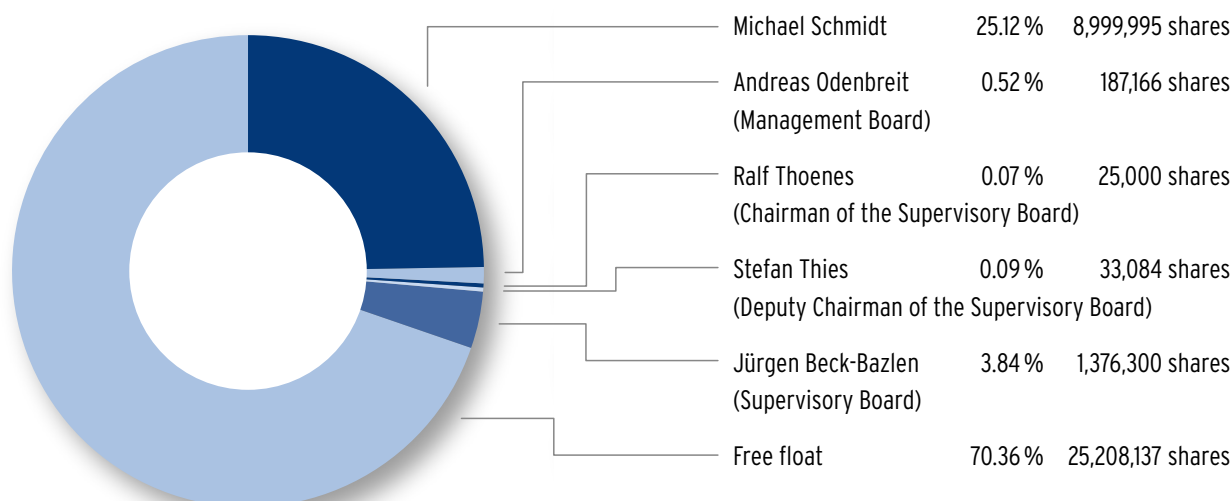 Michael Schmidt 25.12 % 8,999,995 shares
Andreas Odenbreit 0.52 % 187,166 shares
(Management Board)
Ralf Thoenes 0.07 % 25,000 shares
(Chairman of the Supervisory Board)
Stefan Thies 0.09 % 33,084 shares
(Deputy Chairman of the Supervisory Board)
Jürgen Beck-Bazlen 3.84 % 1,376,300 shares
(Supervisory Board)
Free float 70.36 % 25,208,137 shares